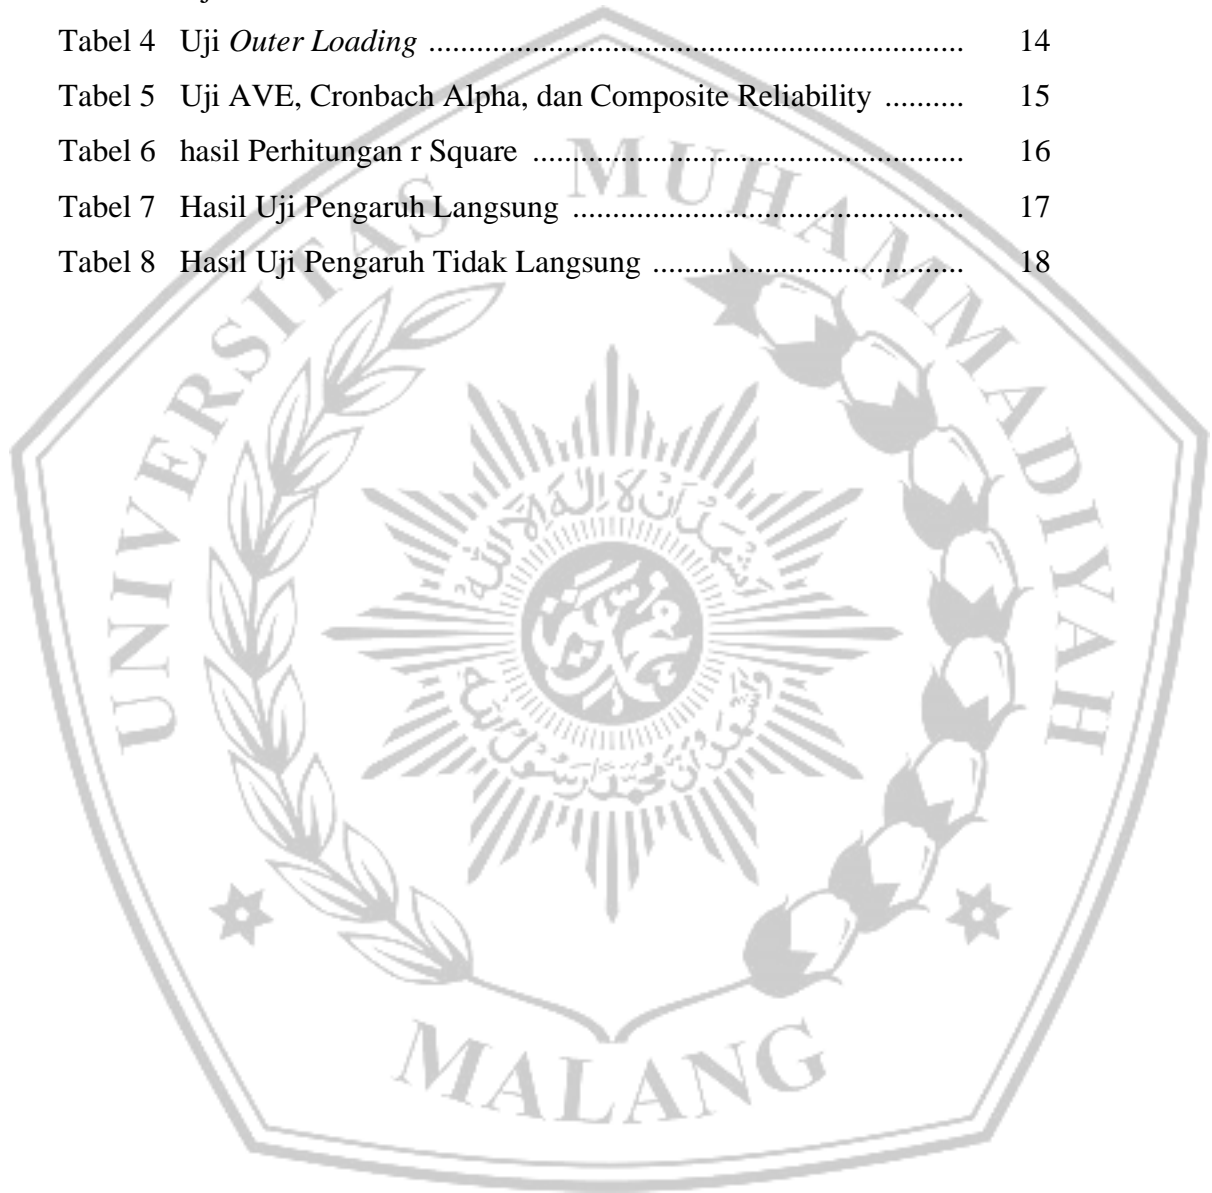 Tabel 4 Uji Outer Loading .................................................................. 14
Tabel 5 Uji AVE, Cronbach Alpha, dan Composite Reliability .......... 15
Tabel 6 hasil Perhitungan r Square ..................................................... 16
Tabel 7 Hasil Uji Pengaruh Langsung ................................................ 17
Tabel 8 Hasil Uji Pengaruh Tidak Langsung ...................................... 18
UNIVERSITAS MUHAMMADIYAH
MALANG